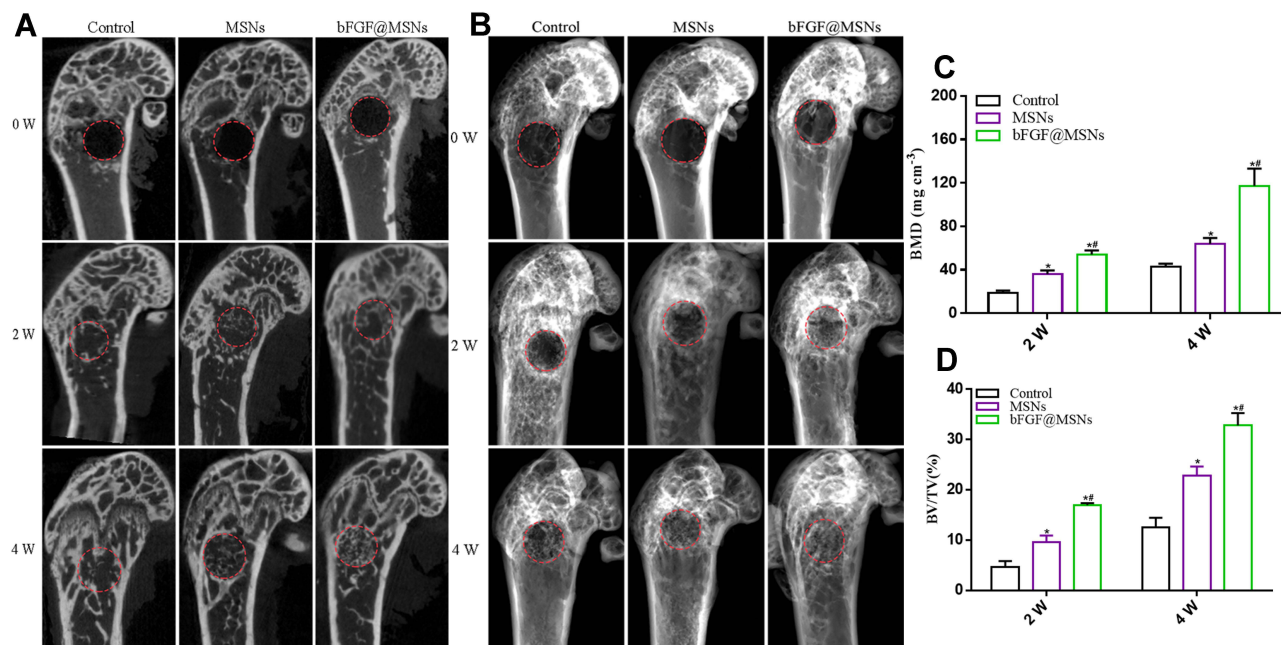 A
Control
MSNs
bFGF@MSNs
0 W
2 W
4 W
B
Control
MSNs
bFGF@MSNs
0 W
2 W
4 W
C
BMD (mg cm⁻³)
200
160
120
80
40
0
Control
MSNs
bFGF@MSNs
*
*#
*
*#
2 W
4 W
D
BV/TV(%)
40
30
20
10
0
Control
MSNs
bFGF@MSNs
*
*#
*
*#
2 W
4 W